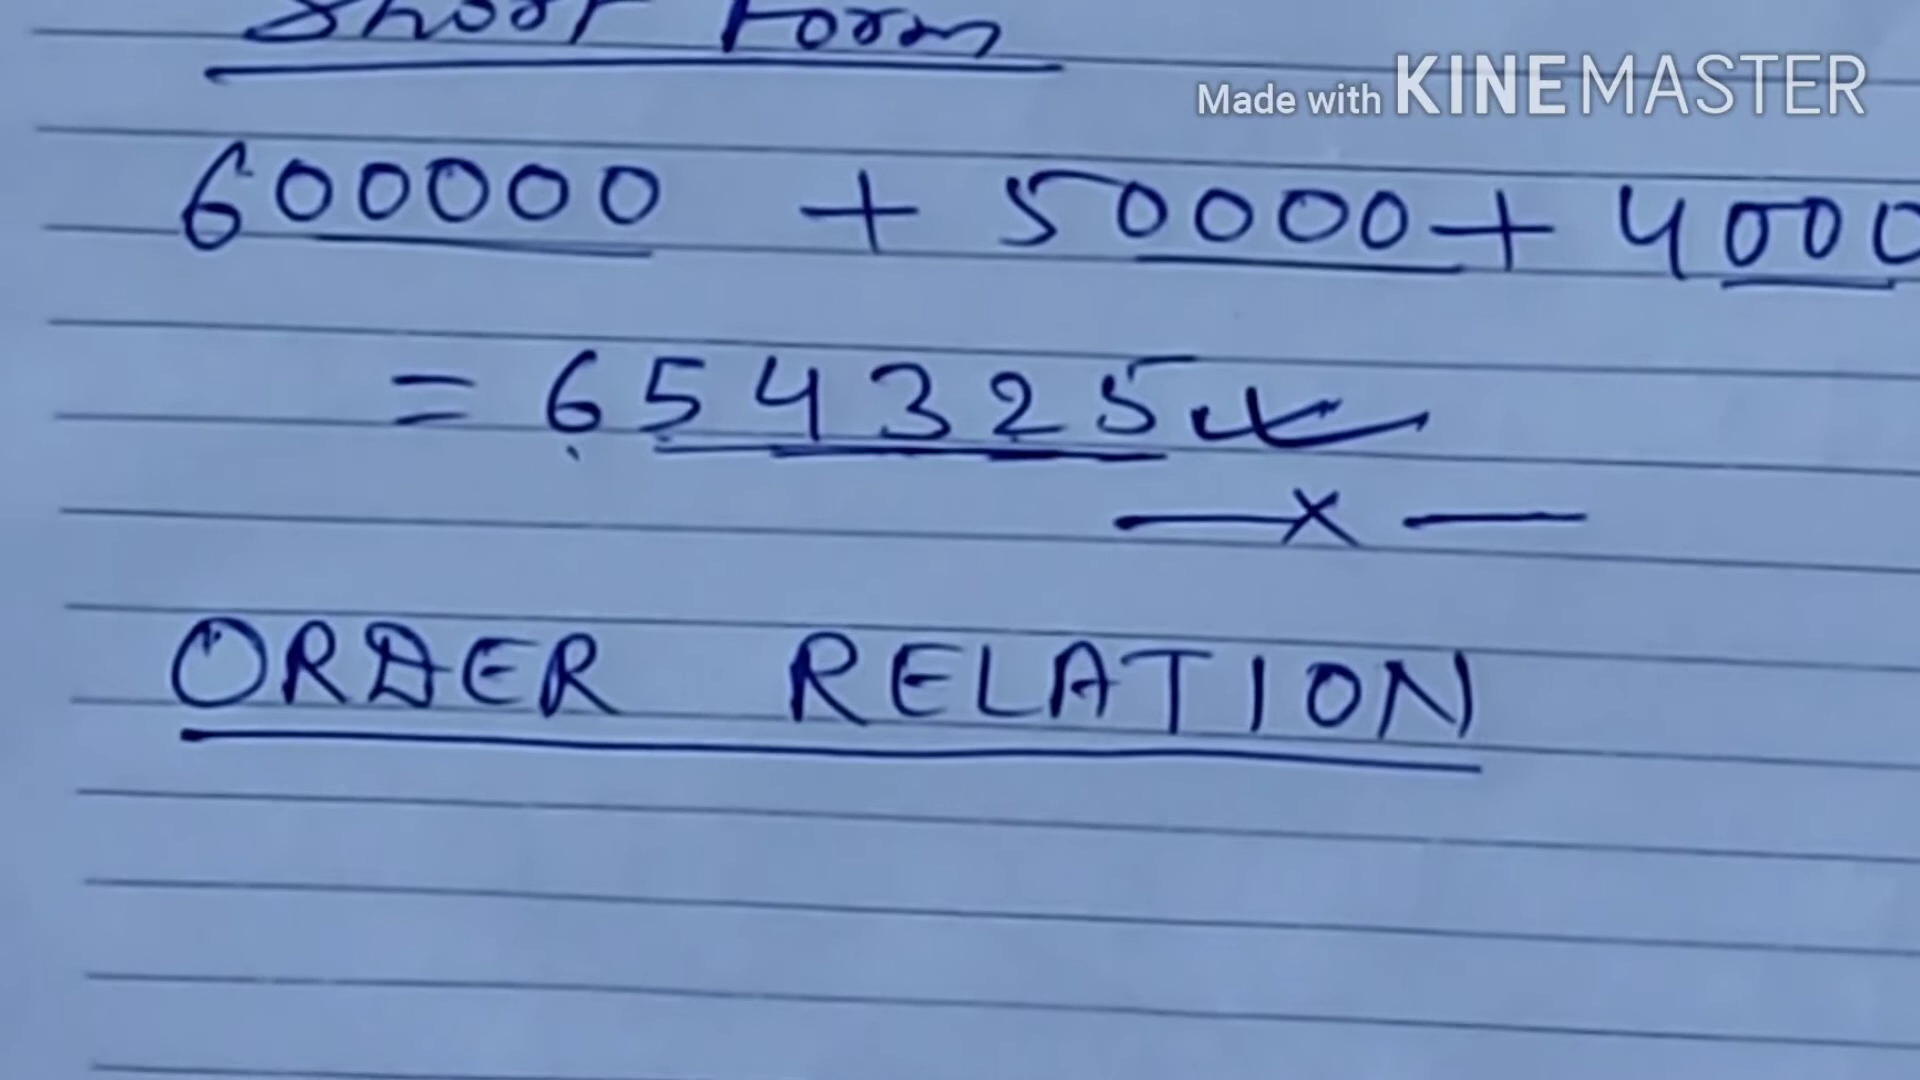 Short Form
Made with KINEMASTER
600000 + 50000 + 4000
= 654325
x
ORDER RELATION